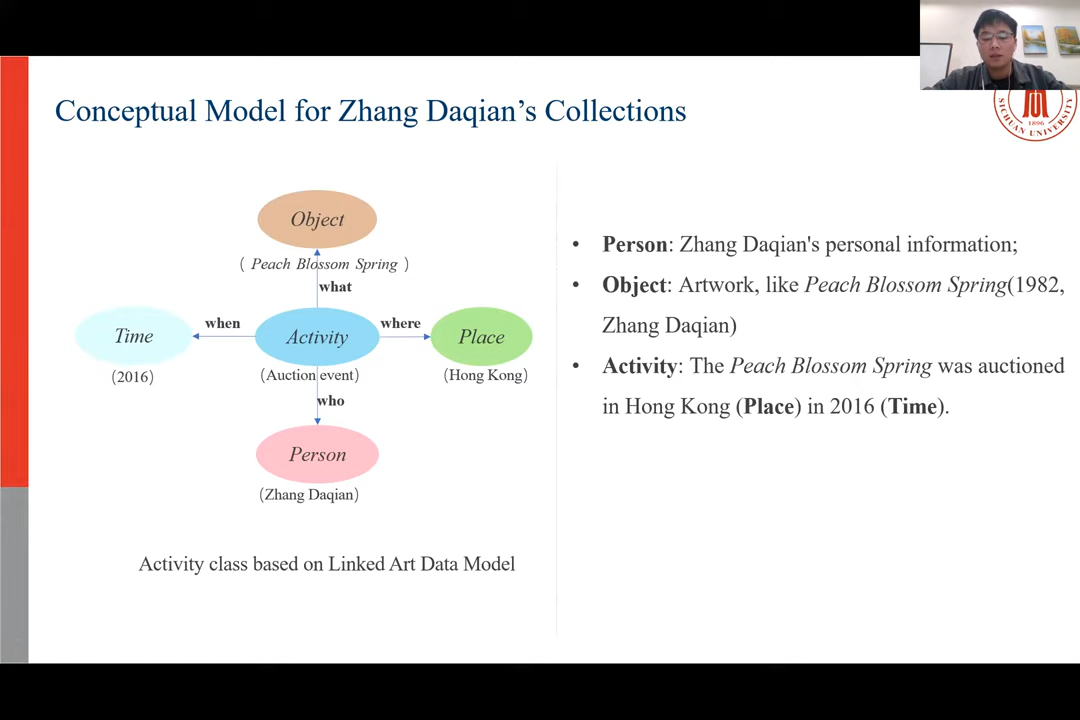 Conceptual Model for Zhang Daqian's Collections
SICHUAN UNIVERSITY
1896
Object
( Peach Blossom Spring )
what
Time
when
Activity
where
Place
(2016)
(Auction event)
(Hong Kong)
who
Person
(Zhang Daqian)
Activity class based on Linked Art Data Model
• Person: Zhang Daqian's personal information;
• Object: Artwork, like Peach Blossom Spring(1982,
Zhang Daqian)
• Activity: The Peach Blossom Spring was auctioned
in Hong Kong (Place) in 2016 (Time).